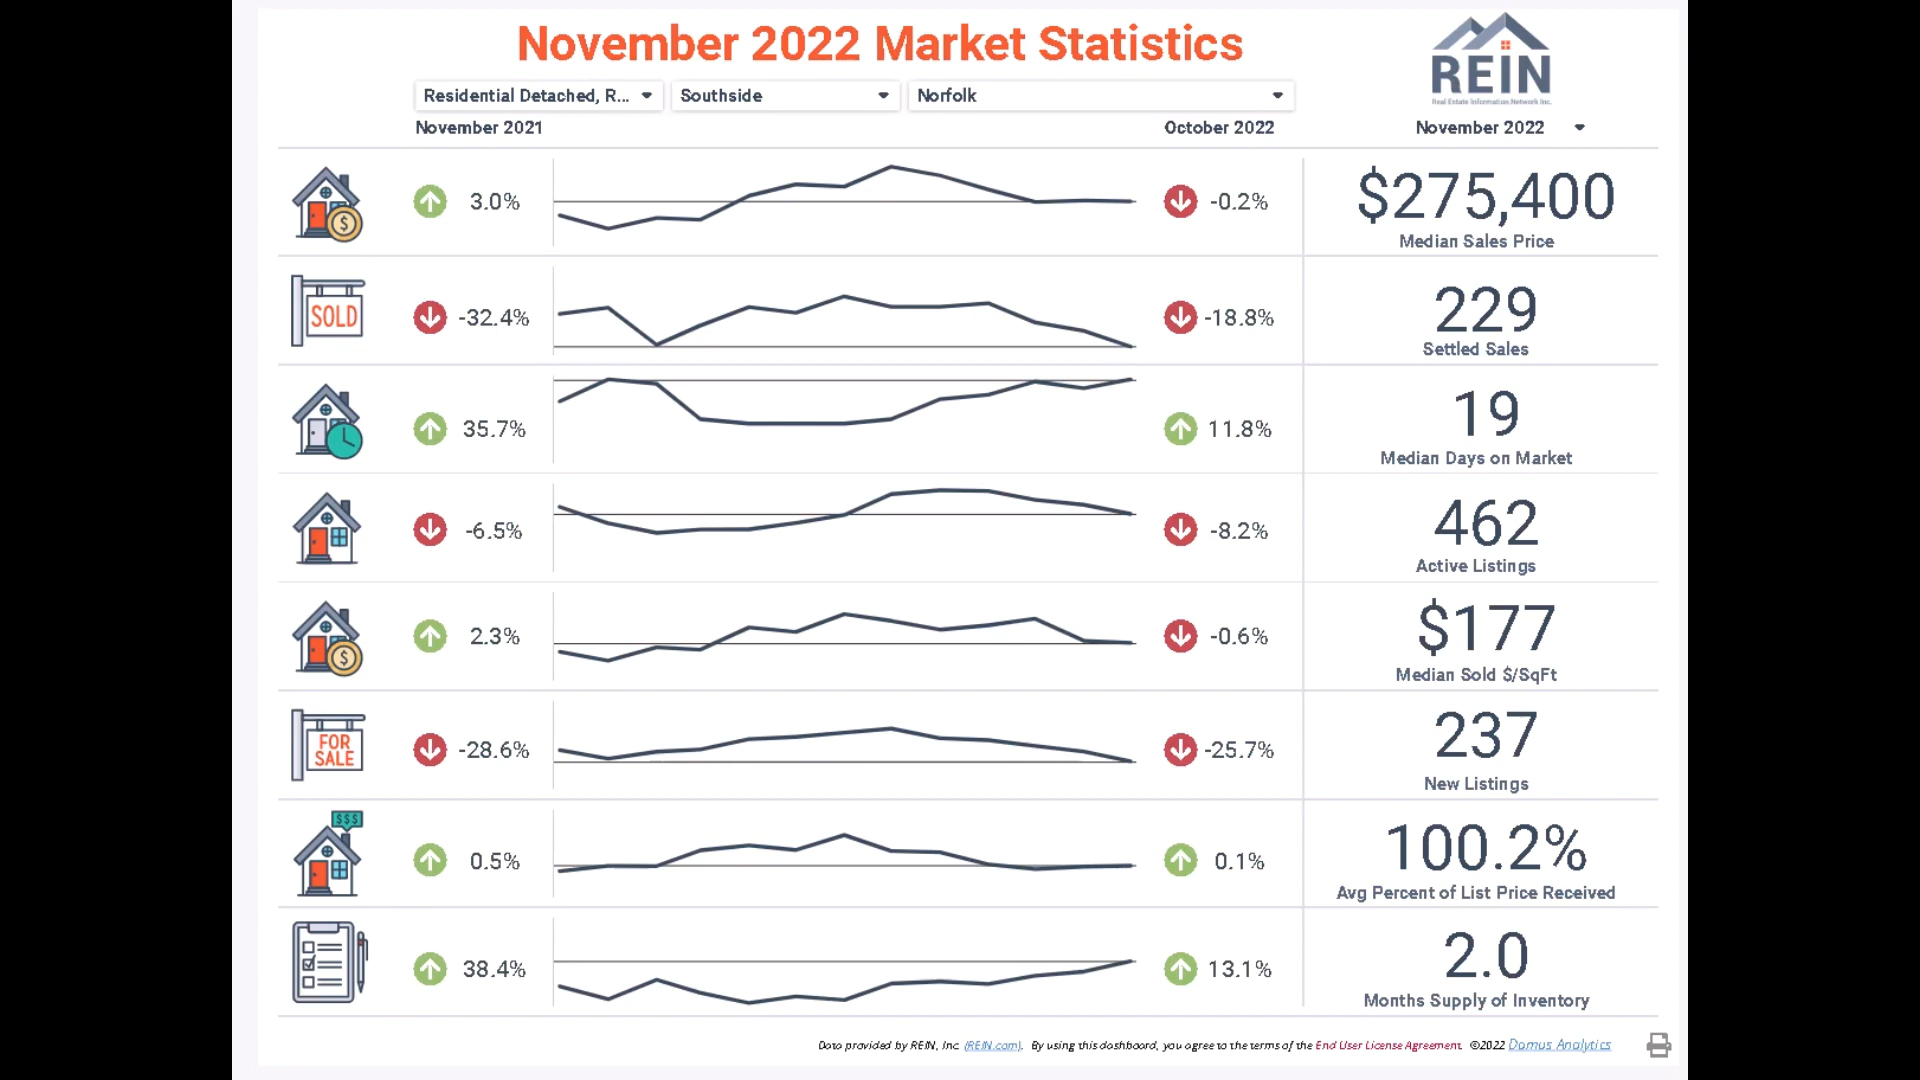 November 2022 Market Statistics
REIN
Real Estate Information Network Inc.
Residential Detached, R... Southside Norfolk
November 2021 October 2022 November 2022
3.0% -0.2% $275,400
Median Sales Price
SOLD
-32.4% -18.8% 229
Settled Sales
35.7% 11.8% 19
Median Days on Market
-6.5% -8.2% 462
Active Listings
2.3% -0.6% $177
Median Sold $/SqFt
FOR
SALE
-28.6% -25.7% 237
New Listings
$$$
0.5% 0.1% 100.2%
Avg Percent of List Price Received
38.4% 13.1% 2.0
Months Supply of Inventory
Data provided by REIN, Inc. (REIN.com). By using this dashboard, you agree to the terms of the End User License Agreement. ©2022 Domus Analytics